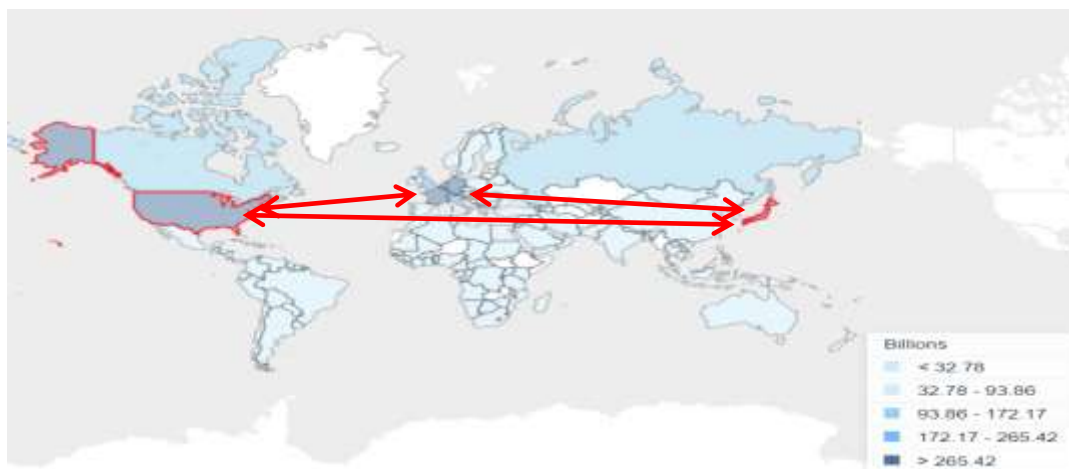 Billions
< 32.78
32.78 - 93.86
93.86 - 172.17
172.17 - 265.42
> 265.42